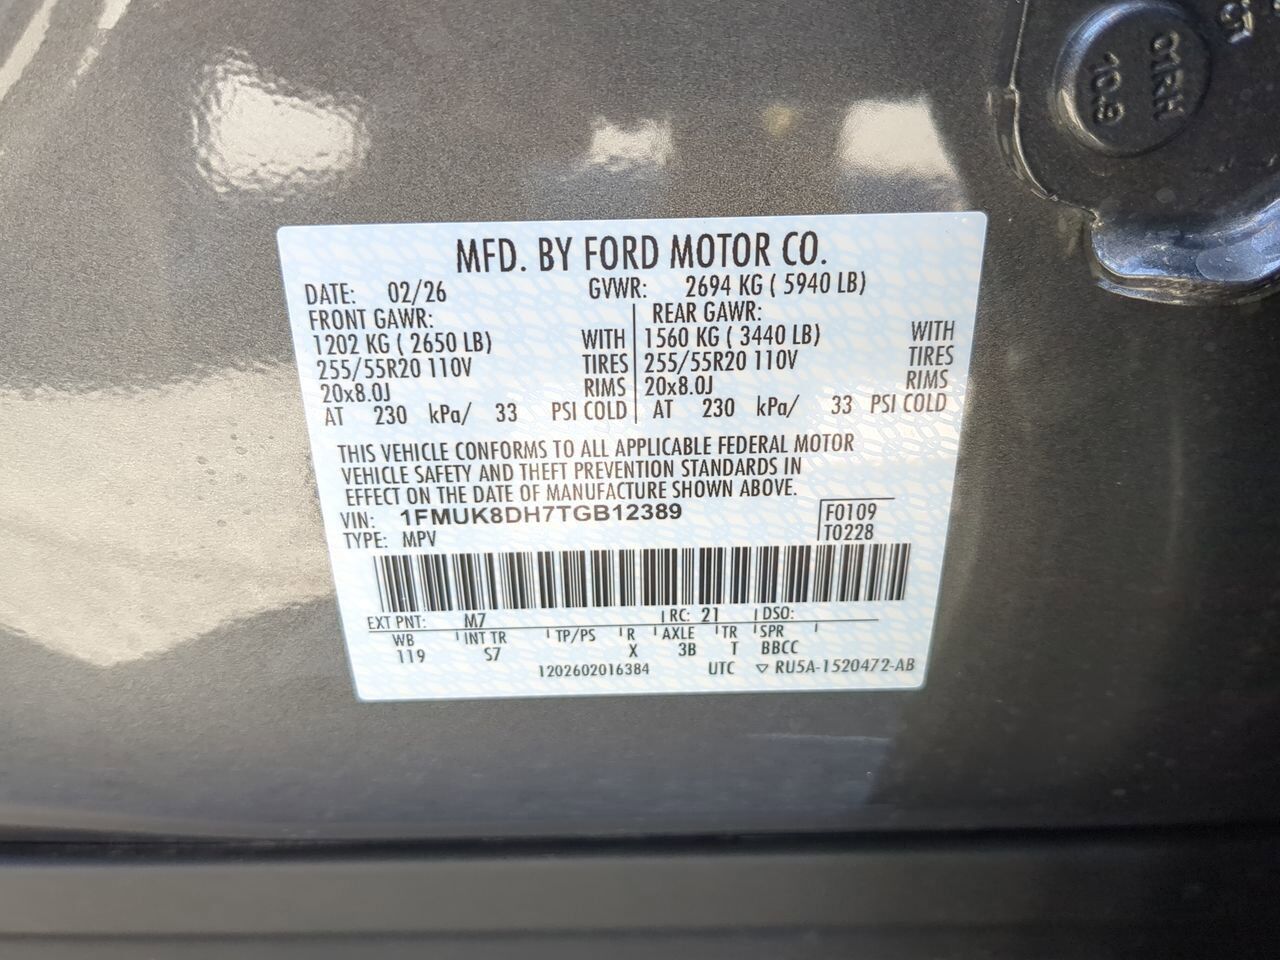 01RH
10.3
MFD. BY FORD MOTOR CO.
DATE: 02/26 GVWR: 2694 KG ( 5940 LB)
FRONT GAWR: REAR GAWR:
1202 KG ( 2650 LB) WITH 1560 KG ( 3440 LB) WITH
255/55R20 110V TIRES 255/55R20 110V TIRES
20x8.0J RIMS 20x8.0J RIMS
AT 230 kPa/ 33 PSI COLD AT 230 kPa/ 33 PSI COLD
THIS VEHICLE CONFORMS TO ALL APPLICABLE FEDERAL MOTOR
VEHICLE SAFETY AND THEFT PREVENTION STANDARDS IN
EFFECT ON THE DATE OF MANUFACTURE SHOWN ABOVE.
VIN: 1FMUK8DH7TGB12389 F0109
TYPE: MPV T0228
EXT PNT: M7 RC: 21 DSO:
WB INT TR TP/PS R AXLE TR SPR
119 S7 X 3B T BBCC
1202602016384 UTC ▽ RU5A-1520472-AB